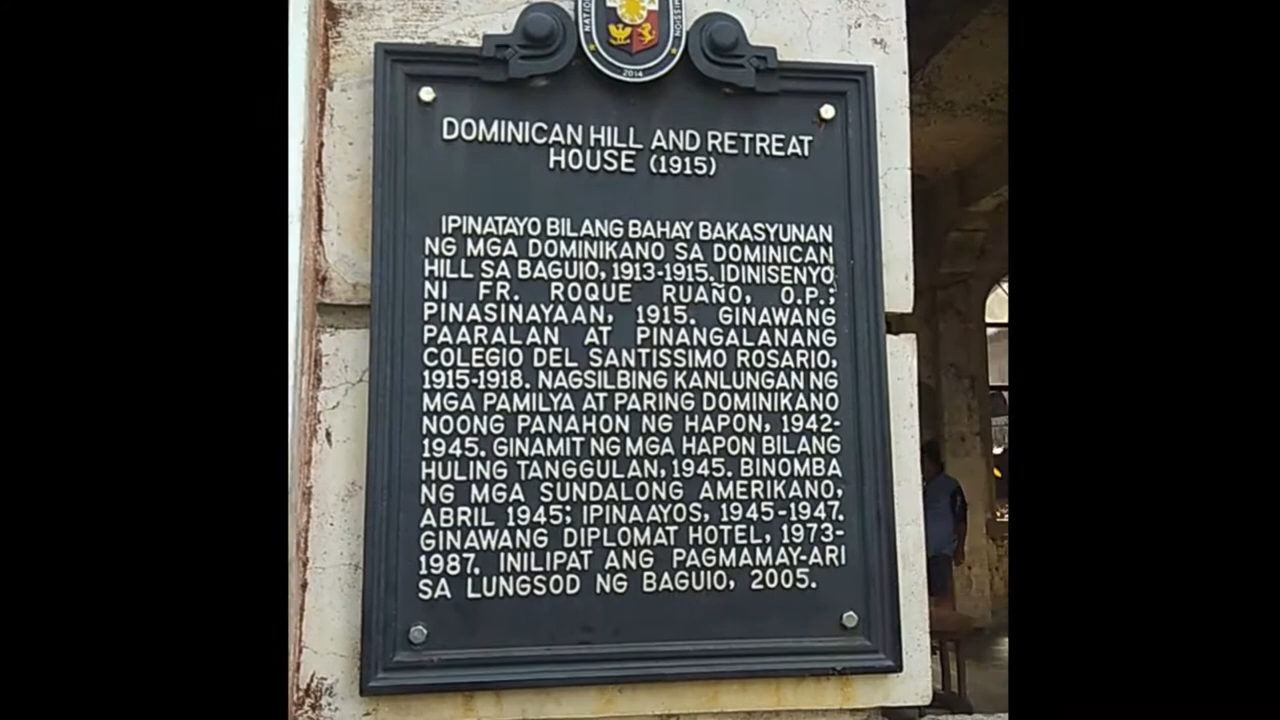 2014
DOMINICAN HILL AND RETREAT
HOUSE (1915)
IPINATAYO BILANG BAHAY BAKASYUNAN
NG MGA DOMINIKANO SA DOMINICAN
HILL SA BAGUIO, 1913-1915. IDINISENYO
NI FR. ROQUE RUAÑO, O.P.;
PINASINAYAAN, 1915. GINAWANG
PAARALAN AT PINANGALANANG
COLEGIO DEL SANTISSIMO ROSARIO,
1915-1918. NAGSILBING KANLUNGAN NG
MGA PAMILYA AT PARING DOMINIKANO
NOONG PANAHON NG HAPON, 1942-
1945. GINAMIT NG MGA HAPON BILANG
HULING TANGGULAN, 1945. BINOMBA
NG MGA SUNDALONG AMERIKANO,
ABRIL 1945; IPINAAYOS, 1945-1947.
GINAWANG DIPLOMAT HOTEL, 1973-
1987. INILIPAT ANG PAGMAMAY-ARI
SA LUNGSOD NG BAGUIO, 2005.